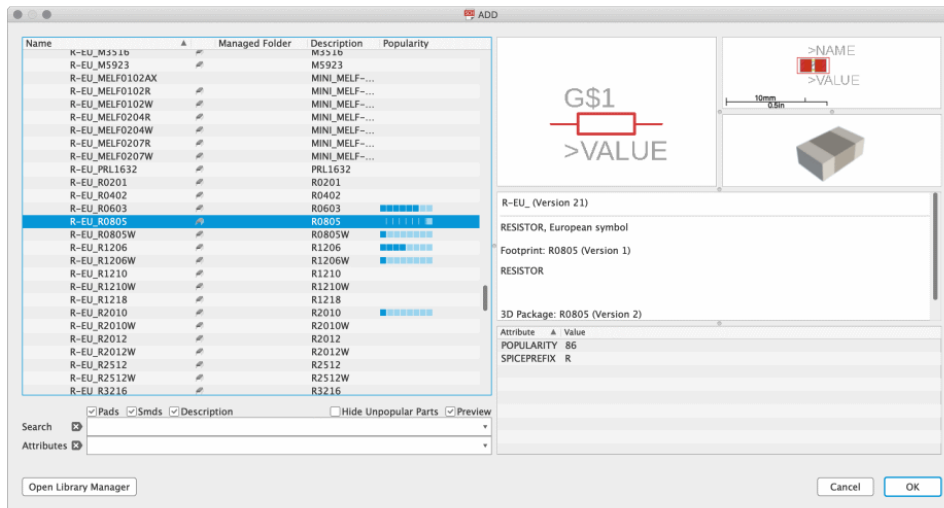 ADD
Name Managed Folder Description Popularity
R-EU_M3516 M3516
R-EU_M5923 M5923
R-EU_MELF0102AX MINI_MELF-...
R-EU_MELF0102R MINI_MELF-...
R-EU_MELF0102W MINI_MELF-...
R-EU_MELF0204R MINI_MELF-...
R-EU_MELF0204W MINI_MELF-...
R-EU_MELF0207R MINI_MELF-...
R-EU_MELF0207W MINI_MELF-...
R-EU_PRL1632 PRL1632
R-EU_R0201 R0201
R-EU_R0402 R0402
R-EU_R0603 R0603
R-EU_R0805 R0805
R-EU_R0805W R0805W
R-EU_R1206 R1206
R-EU_R1206W R1206W
R-EU_R1210 R1210
R-EU_R1210W R1210W
R-EU_R1218 R1218
R-EU_R2010 R2010
R-EU_R2010W R2010W
R-EU_R2012 R2012
R-EU_R2012W R2012W
R-EU_R2512 R2512
R-EU_R2512W R2512W
R-EU_R3216 R3216
Pads Smds Description Hide Unpopular Parts Preview
Search
Attributes
Open Library Manager
G$1
>VALUE
>NAME
>VALUE
10mm
0.5in
R-EU_ (Version 21)
RESISTOR, European symbol
Footprint: R0805 (Version 1)
RESISTOR
3D Package: R0805 (Version 2)
Attribute Value
POPULARITY 86
SPICEPREFIX R
Cancel OK